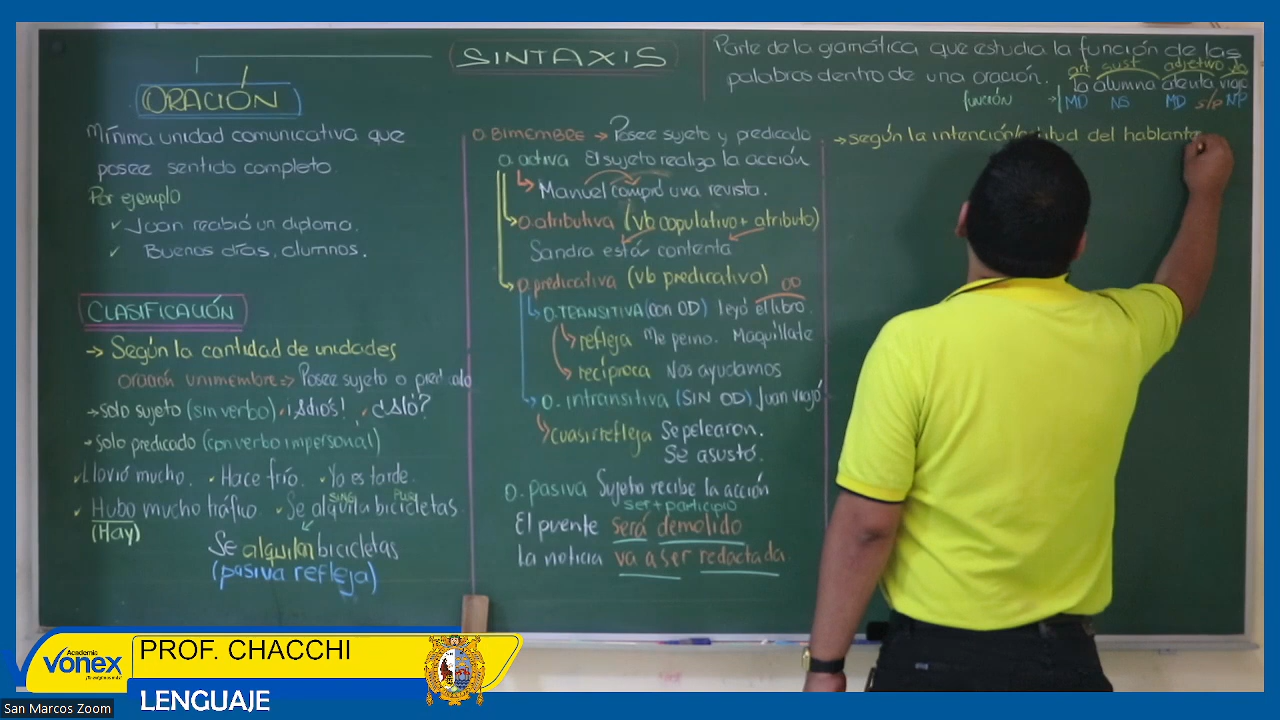 SINTAXIS
Parte de la gamática que estudia la función de las
palabras dentro de una oración.
art sust adjetivo vb
la alumna atenta viajó
función → MD NS MD S/P NP
ORACIÓN
Mínima unidad comunicativa que
posee sentido completo.
Por ejemplo
✓ Juan recibió un diploma.
✓ Buenos días, alumnos.
CLASIFICACIÓN
→ Según la cantidad de unidades
oración unimembre => Posee sujeto o predicado
→ solo sujeto (sin verbo) • ¡Adiós! • ¿Aló?
→ solo predicado (con verbo impersonal)
✓ Llovió mucho. ✓ Hace frío. ✓ Ya es tarde.
SING PLU
✓ Hubo mucho tráfico. ✓ Se alquila bicicletas.
(Hay)
Se alquilan bicicletas
(pasiva refleja)
O. BIMEMBRE → Posee sujeto y predicado
O. activa El sujeto realiza la acción
Manuel compró una revista.
O. atributiva (vb copulativo + atributo)
Sandra está contenta
O. predicativa (vb predicativo)
OD
O. TRANSITIVA (con OD) leyó el libro.
refleja Me peino. Maquíllate
recíproca Nos ayudamos
O. intransitiva (SIN OD) Juan viajó
cuasirrefleja Se pelearon.
Se asustó.
O. pasiva Sujeto recibe la acción
ser + participio
El puente será demolido
La noticia va a ser redactada.
→ según la intención/ del hablante
Academia
Vonex
PROF. CHACCHI
LENGUAJE
San Marcos Zoom